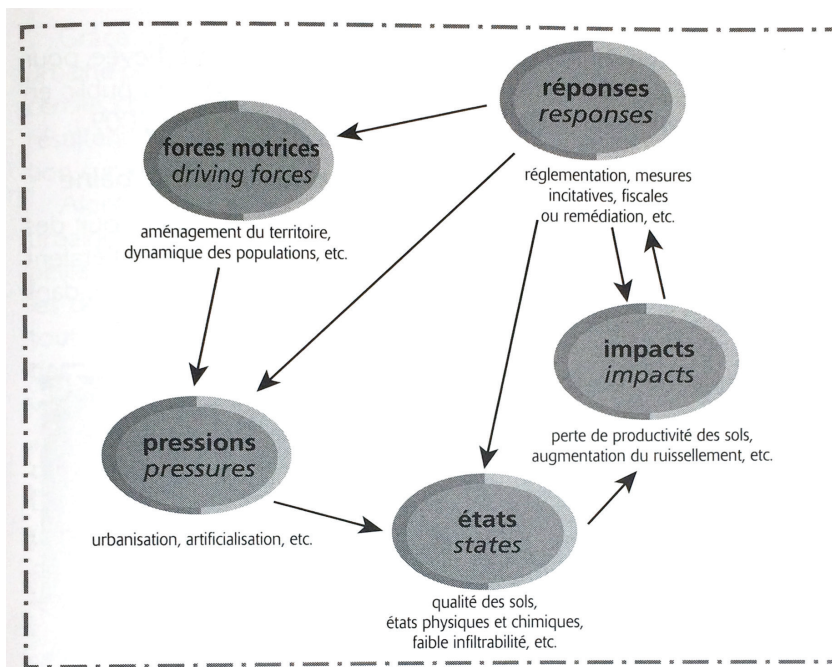 réponses
responses
réglementation, mesures
incitatives, fiscales
ou remédiation, etc.
forces motrices
driving forces
aménagement du territoire,
dynamique des populations, etc.
impacts
impacts
perte de productivité des sols,
augmentation du ruissellement, etc.
pressions
pressures
urbanisation, artificialisation, etc.
états
states
qualité des sols,
états physiques et chimiques,
faible infiltrabilité, etc.